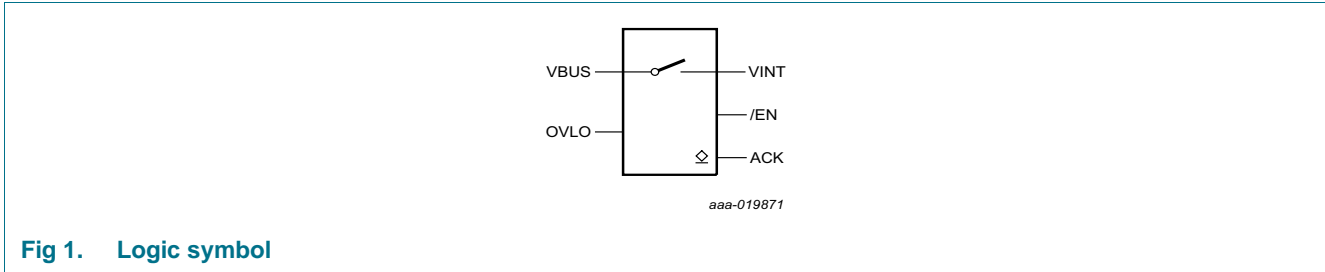 VBUS
VINT
/EN
OVLO
ACK
aaa-019871
Fig 1. Logic symbol